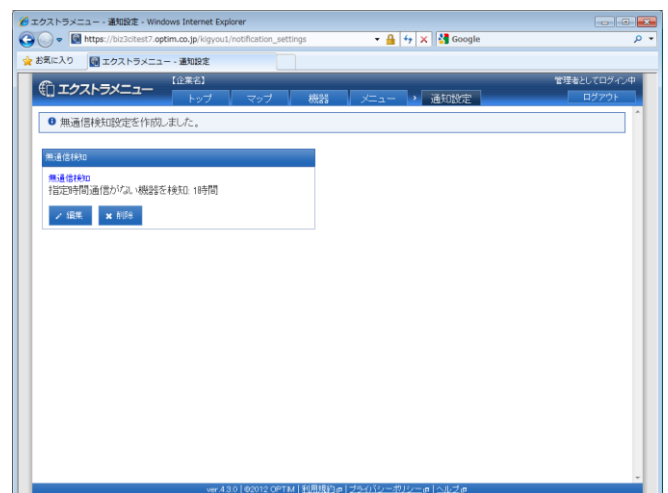 エクストラメニュー - 通知設定 - Windows Internet Explorer
https://biz3citest7.optim.co.jp/kigyou1/notification_settings
Google
お気に入り
エクストラメニュー - 通知設定
エクストラメニュー
【企業名】
管理者としてログイン中
トップ
マップ
機器
メニュー
通知設定
ログアウト
無通信検知設定を作成しました。
無通信検知
無通信検知
指定時間通信がない機器を検知: 1時間
編集
削除
ver.4.3.0 | ©2012 OPTiM | 利用規約 | プライバシーポリシー | ヘルプ